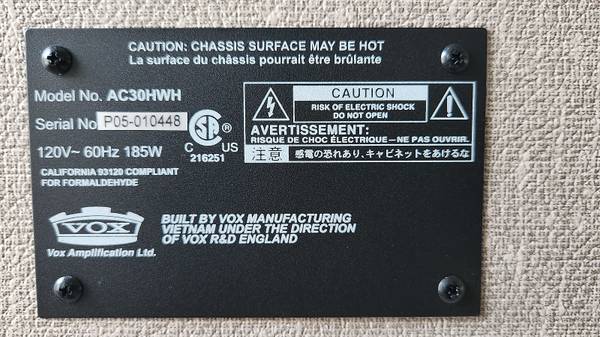 CAUTION: CHASSIS SURFACE MAY BE HOT
La surface du châssis pourrait être brûlante
Model No. AC30HWH
Serial No P05-010448
120V~ 60Hz 185W
CALIFORNIA 93120 COMPLIANT
FOR FORMALDEHYDE
SA ®
C US
216251
CAUTION
RISK OF ELECTRIC SHOCK
DO NOT OPEN
AVERTISSEMENT:
RISQUE DE CHOC ÉLECTRIQUE—NE PAS OUVRIR.
注意 感電の恐れあり、キャビネットをあけるな
VOX
Vox Amplification Ltd.
BUILT BY VOX MANUFACTURING
VIETNAM UNDER THE DIRECTION
OF VOX R&D ENGLAND